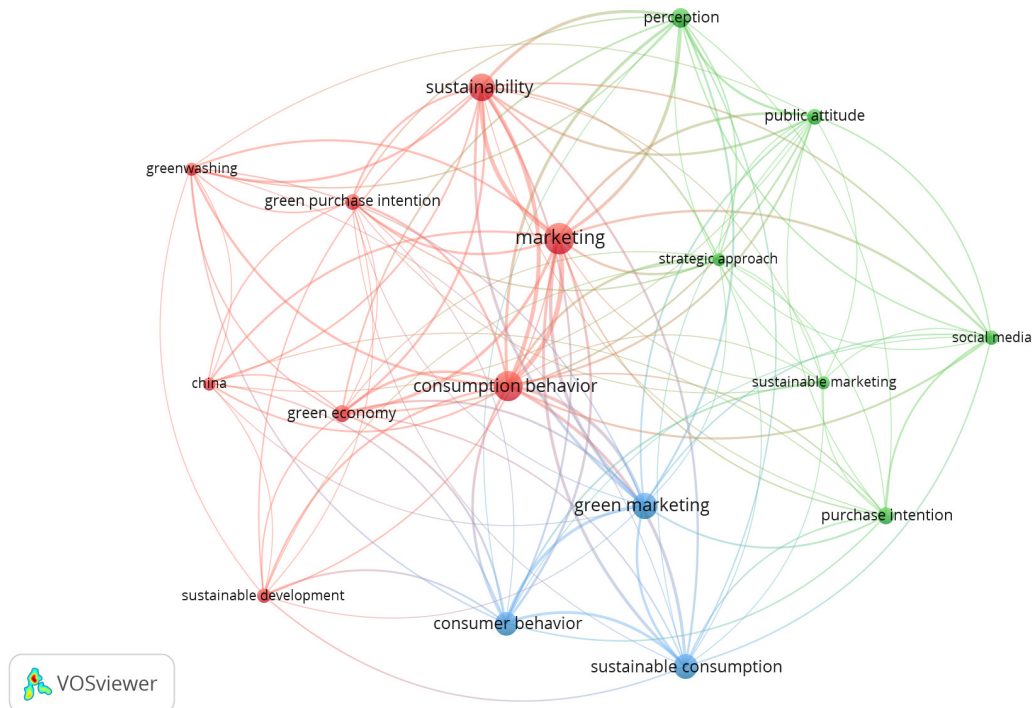 perception
sustainability
public attitude
greenwashing
green purchase intention
marketing
strategic approach
social media
china
consumption behavior
sustainable marketing
green economy
green marketing
purchase intention
sustainable development
consumer behavior
sustainable consumption
VOSviewer